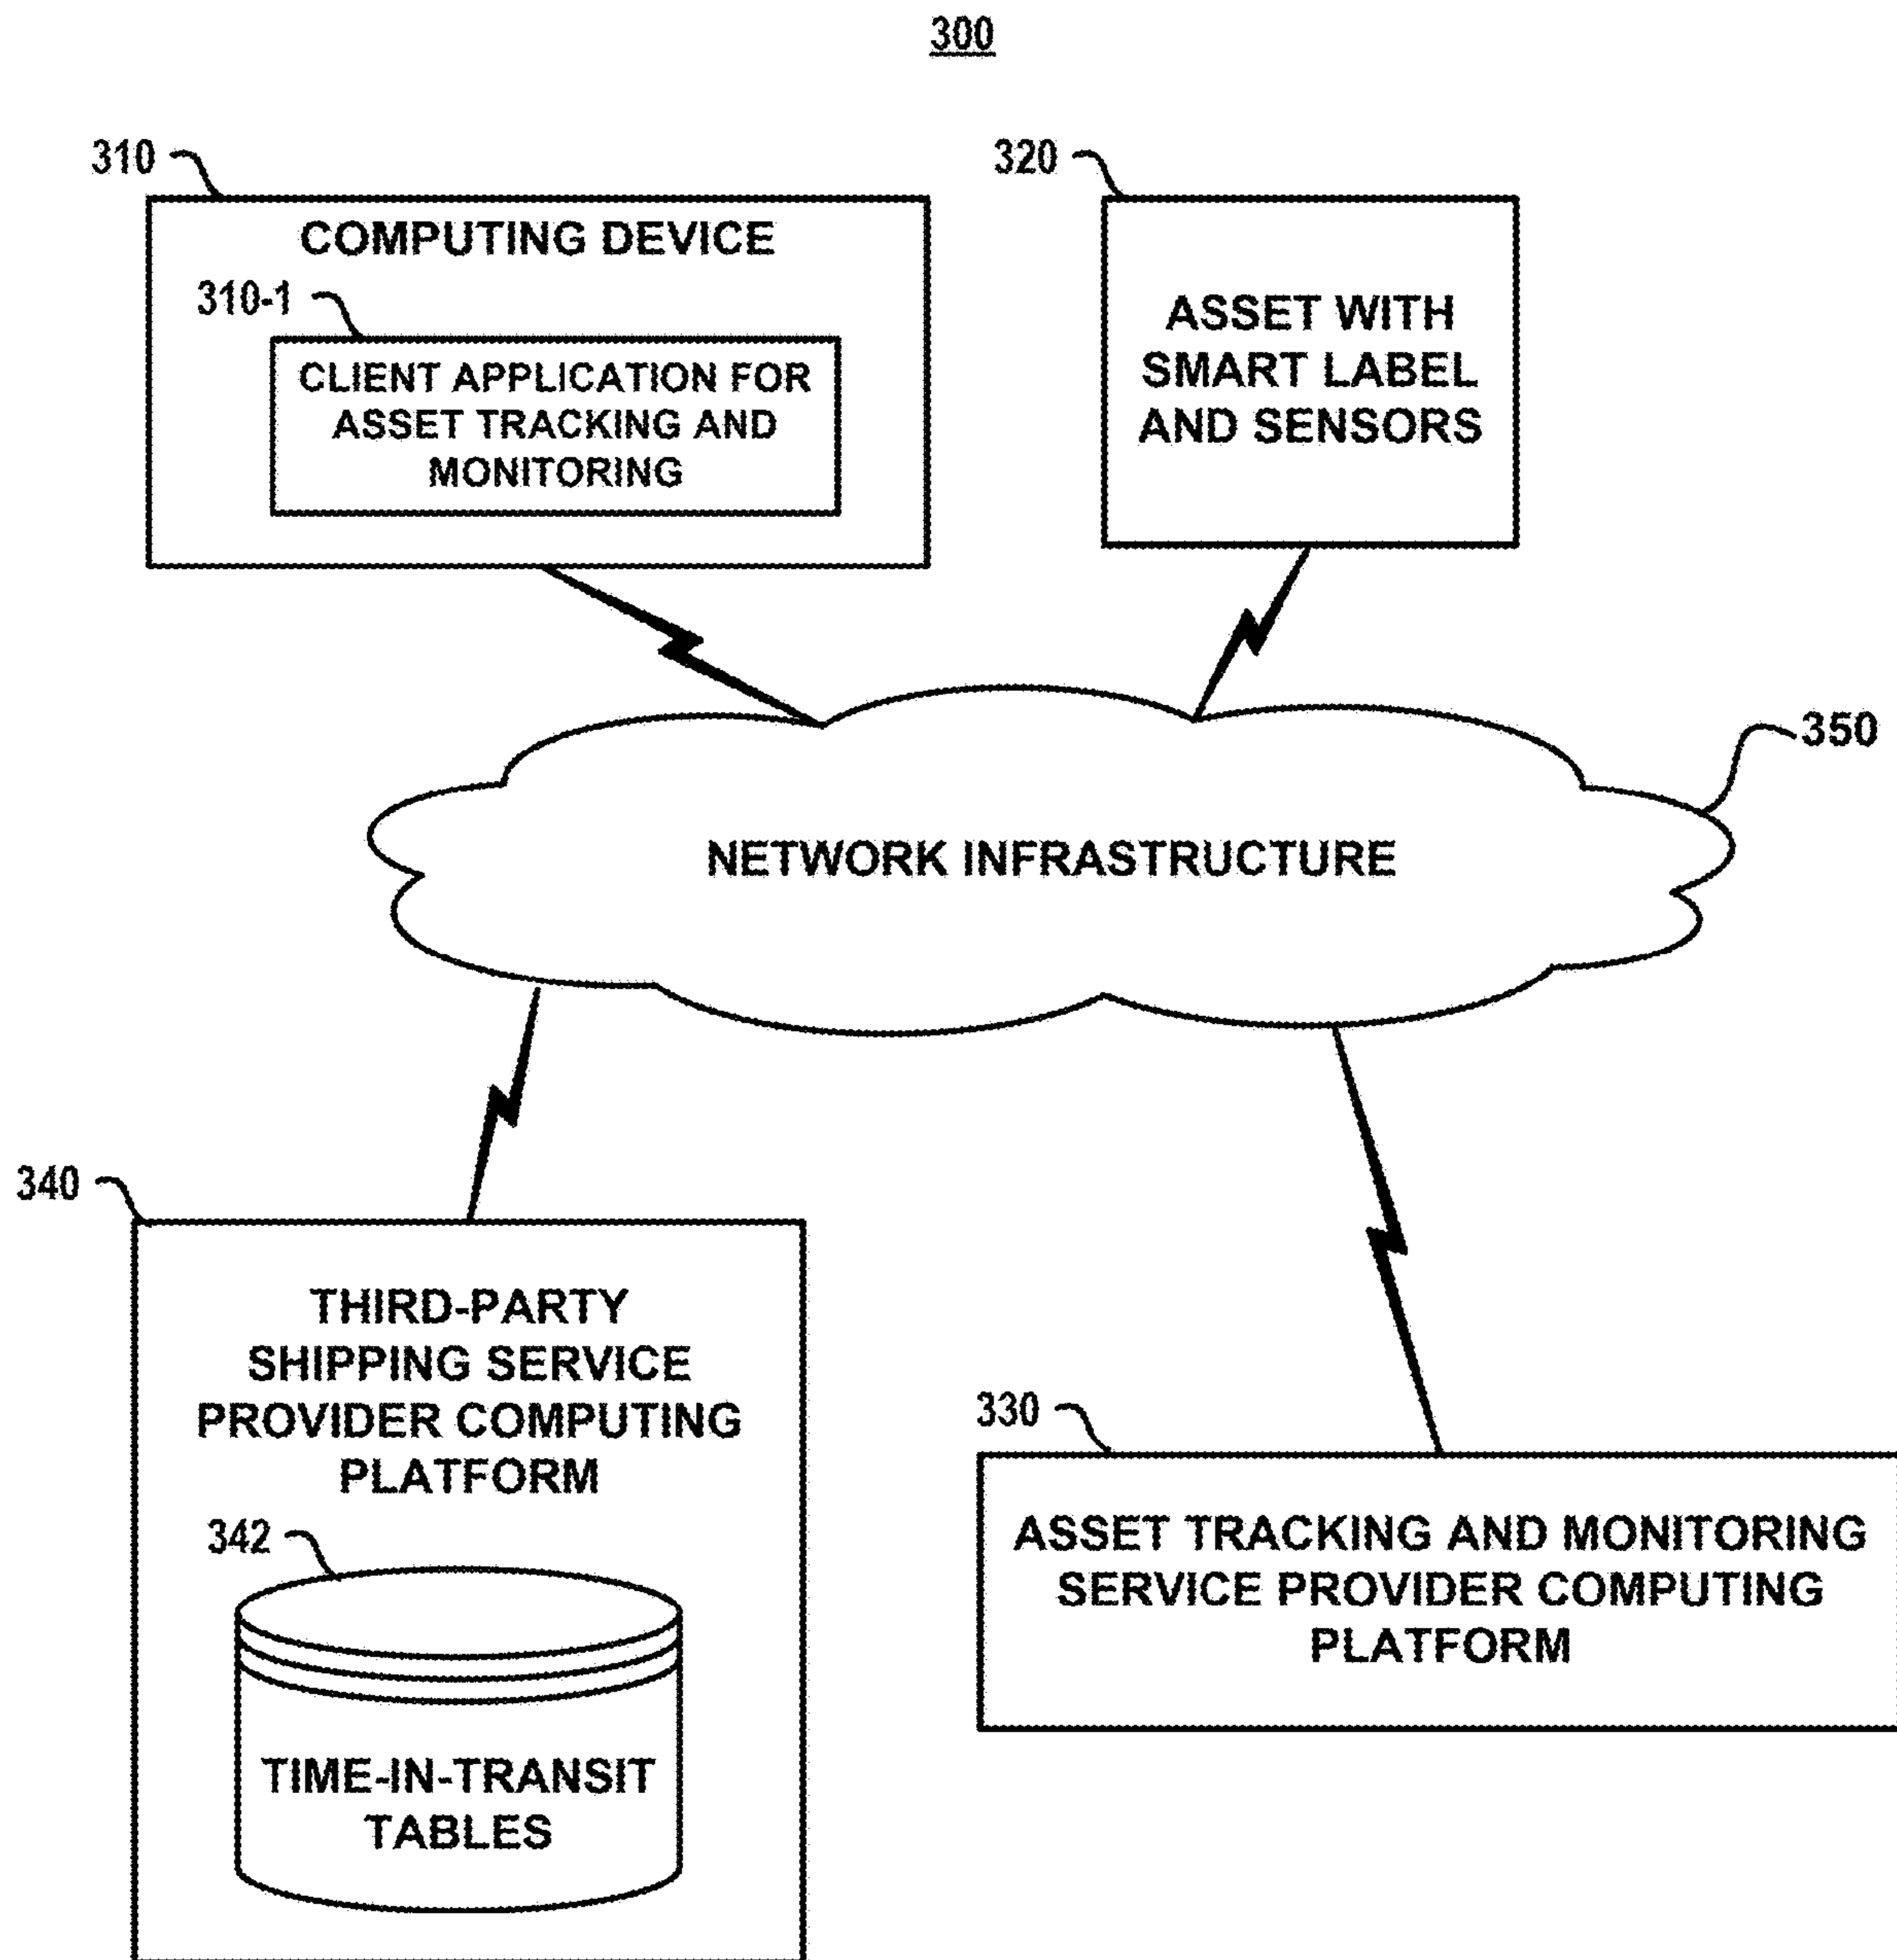 300
310
COMPUTING DEVICE
310-1
CLIENT APPLICATION FOR
ASSET TRACKING AND
MONITORING
320
ASSET WITH
SMART LABEL
AND SENSORS
350
NETWORK INFRASTRUCTURE
340
THIRD-PARTY
SHIPPING SERVICE
PROVIDER COMPUTING
PLATFORM
342
TIME-IN-TRANSIT
TABLES
330
ASSET TRACKING AND MONITORING
SERVICE PROVIDER COMPUTING
PLATFORM